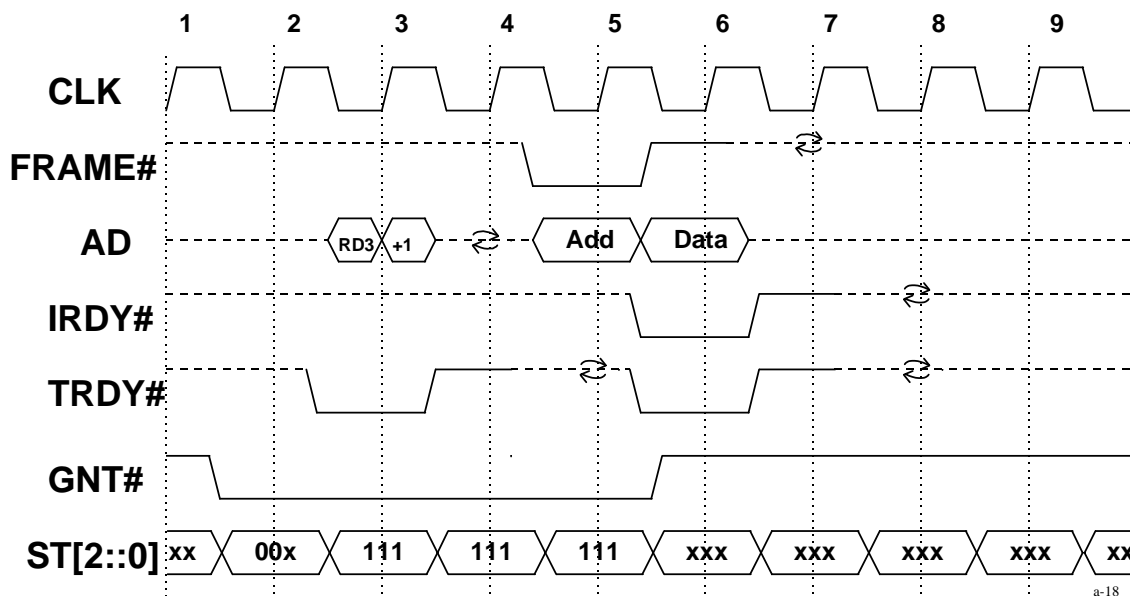 1 2 3 4 5 6 7 8 9
CLK
FRAME#
AD RD3 +1 Add Data
IRDY#
TRDY#
GNT#
ST[2::0] xx 00x 111 111 111 xxx xxx xxx xxx xx
a-18